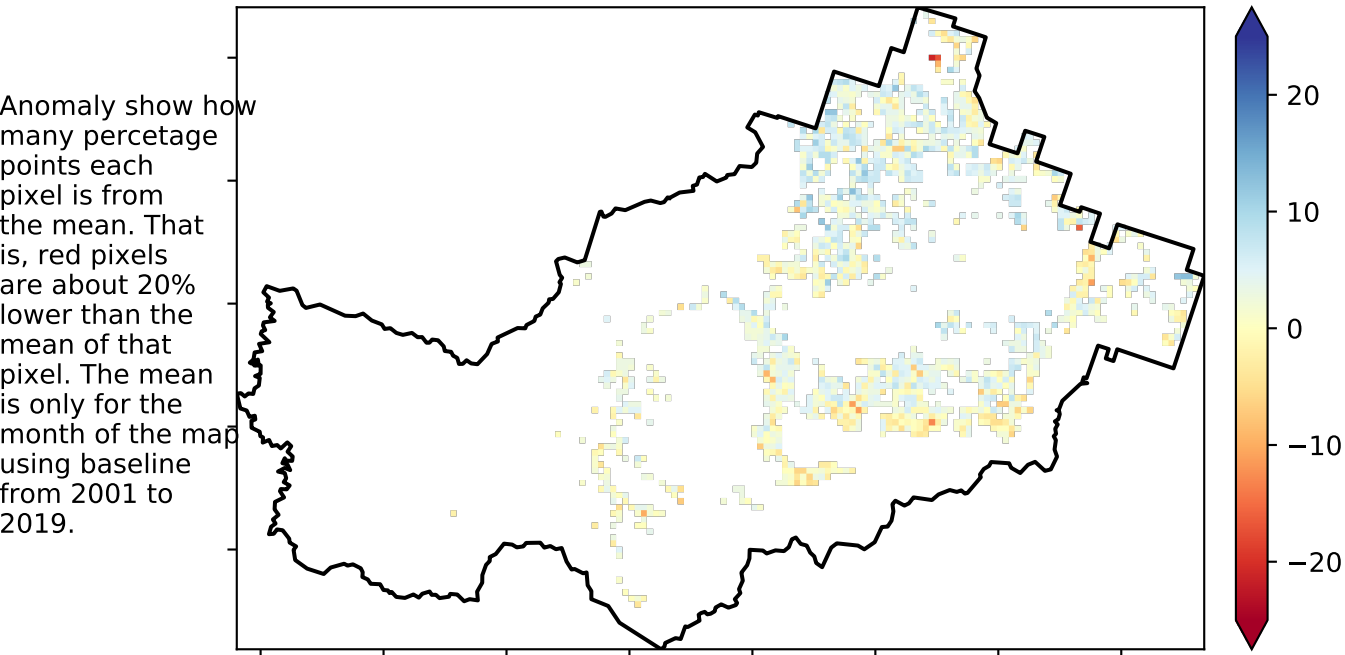 Anomaly show how
many percetage
points each
pixel is from
the mean. That
is, red pixels
are about 20%
lower than the
mean of that
pixel. The mean
is only for the
month of the map
using baseline
from 2001 to
2019.
20
10
0
−10
−20